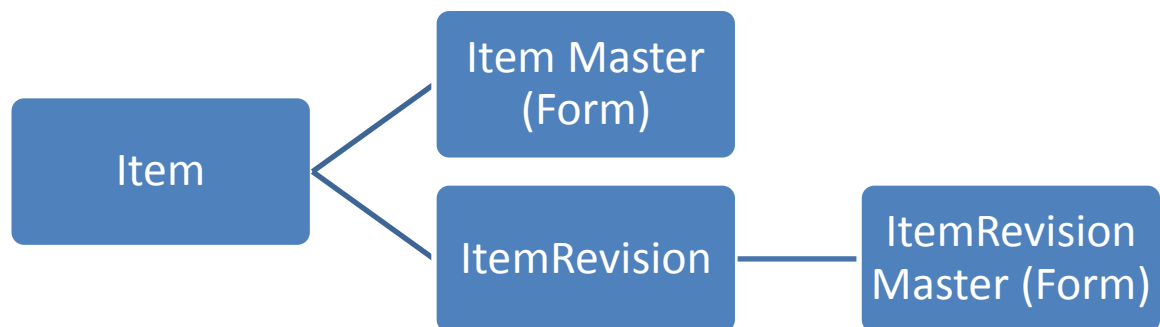 Item
Item Master
(Form)
ItemRevision
ItemRevision
Master (Form)